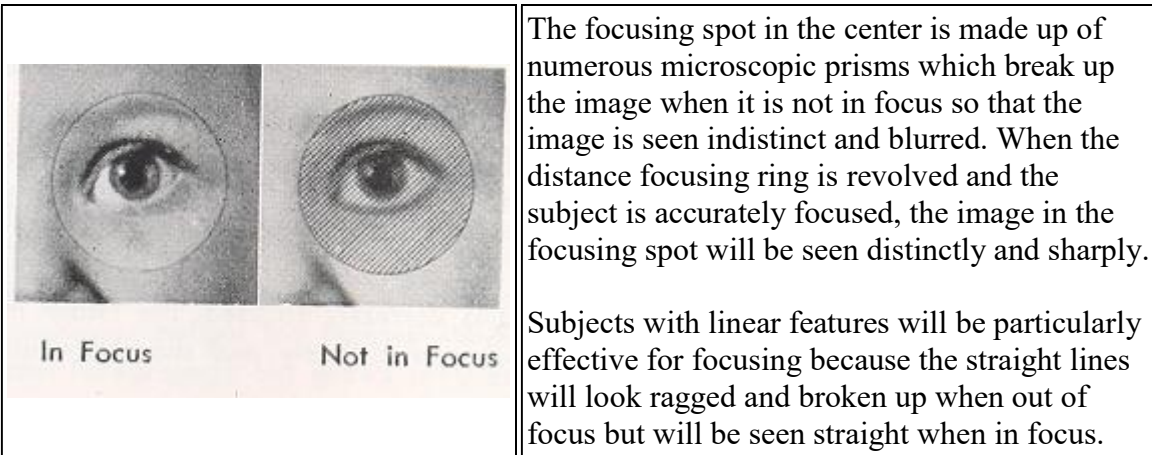 In Focus
Not in Focus
The focusing spot in the center is made up of
numerous microscopic prisms which break up
the image when it is not in focus so that the
image is seen indistinct and blurred. When the
distance focusing ring is revolved and the
subject is accurately focused, the image in the
focusing spot will be seen distinctly and sharply.
Subjects with linear features will be particularly
effective for focusing because the straight lines
will look ragged and broken up when out of
focus but will be seen straight when in focus.